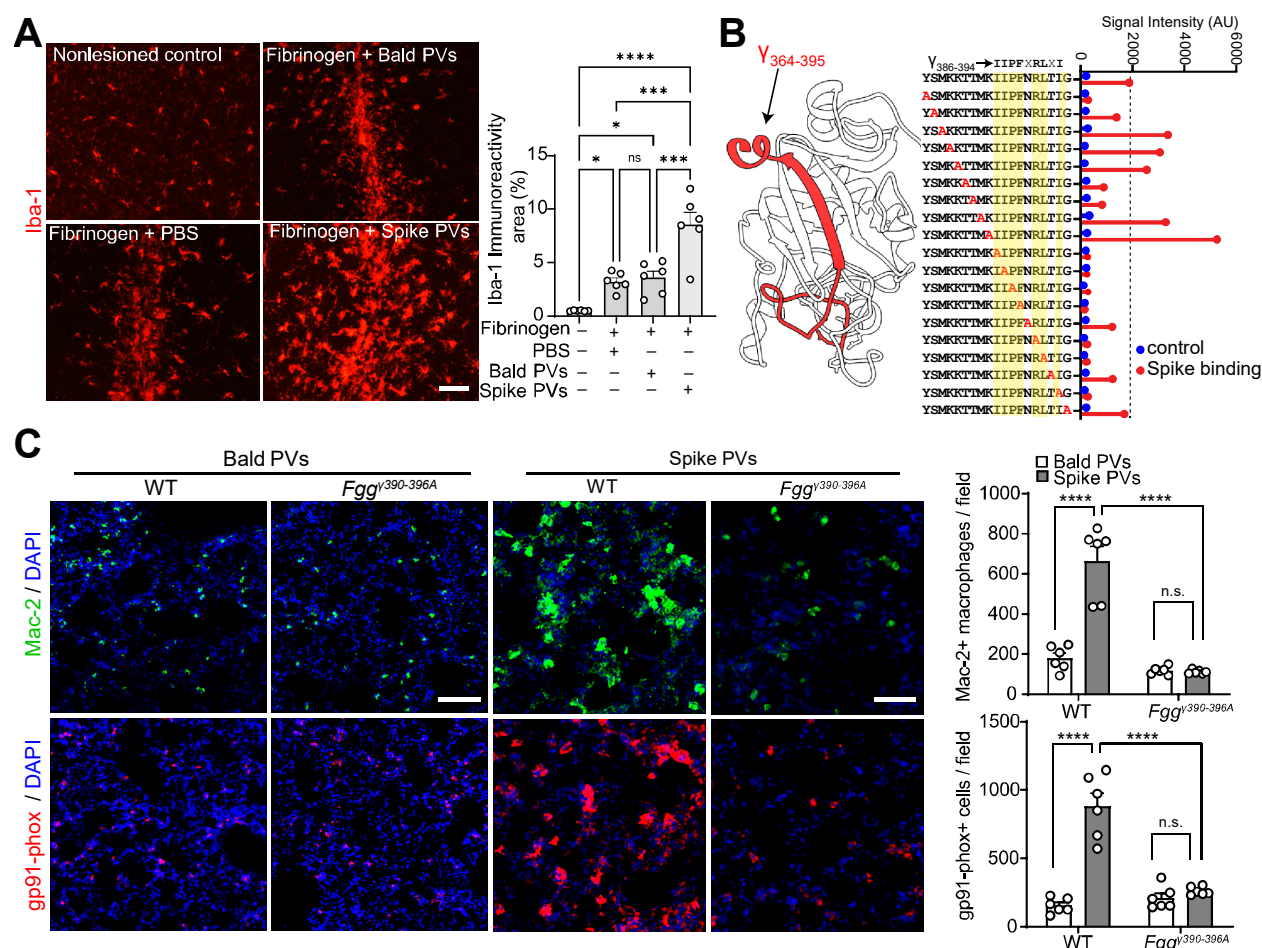 A
Nonlesioned control
Fibrinogen + Bald PVs
Fibrinogen + PBS
Fibrinogen + Spike PVs
Iba-1
Iba-1 Immunoreactivity
area (%)
15
10
5
0
****
***
*
* ns ***
Fibrinogen − + + +
PBS − + − −
Bald PVs − − + −
Spike PVs − − − +
B
γ364-395
Signal Intensity (AU)
0 2000 4000 6000
γ386-394→IIPFXRLXI
YSMKKTTMKIIPFNRLTIG
ASMKKTTMKIIPFNRLTIG
YAMKKTTMKIIPFNRLTIG
YSAKKTTMKIIPFNRLTIG
YSMAKTTMKIIPFNRLTIG
YSMKATTMKIIPFNRLTIG
YSMKKATMKIIPFNRLTIG
YSMKKTAMKIIPFNRLTIG
YSMKKTTAKIIPFNRLTIG
YSMKKTTMAIIPFNRLTIG
YSMKKTTMKAIPFNRLTIG
YSMKKTTMKIAPFNRLTIG
YSMKKTTMKIIAFNRLTIG
YSMKKTTMKIIPANRLTIG
YSMKKTTMKIIPFARLTIG
YSMKKTTMKIIPFNALTIG
YSMKKTTMKIIPFNRATIG
YSMKKTTMKIIPFNRLAIG
YSMKKTTMKIIPFNRLTAG
YSMKKTTMKIIPFNRLTIA
control
Spike binding
C
Bald PVs
Spike PVs
WT
Fggγ390-396A
WT
Fggγ390-396A
Mac-2 / DAPI
gp91-phox / DAPI
Bald PVs
Spike PVs
Mac-2+ macrophages / field
1000
800
600
400
200
0
**** ****
n.s.
WT Fggγ390-396A
gp91-phox+ cells / field
1500
1000
500
0
**** ****
n.s.
WT Fggγ390-396A